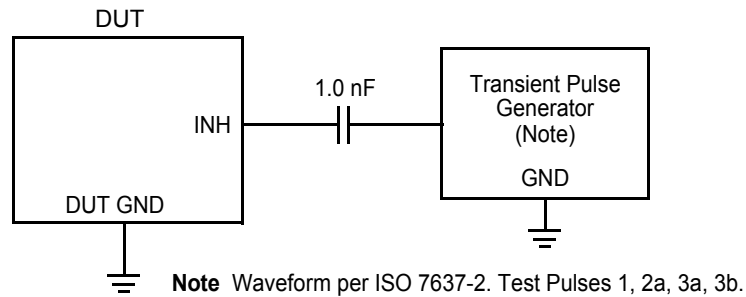 DUT
1.0 nF
Transient Pulse
Generator
(Note)
INH
GND
DUT GND
Note Waveform per ISO 7637-2. Test Pulses 1, 2a, 3a, 3b.